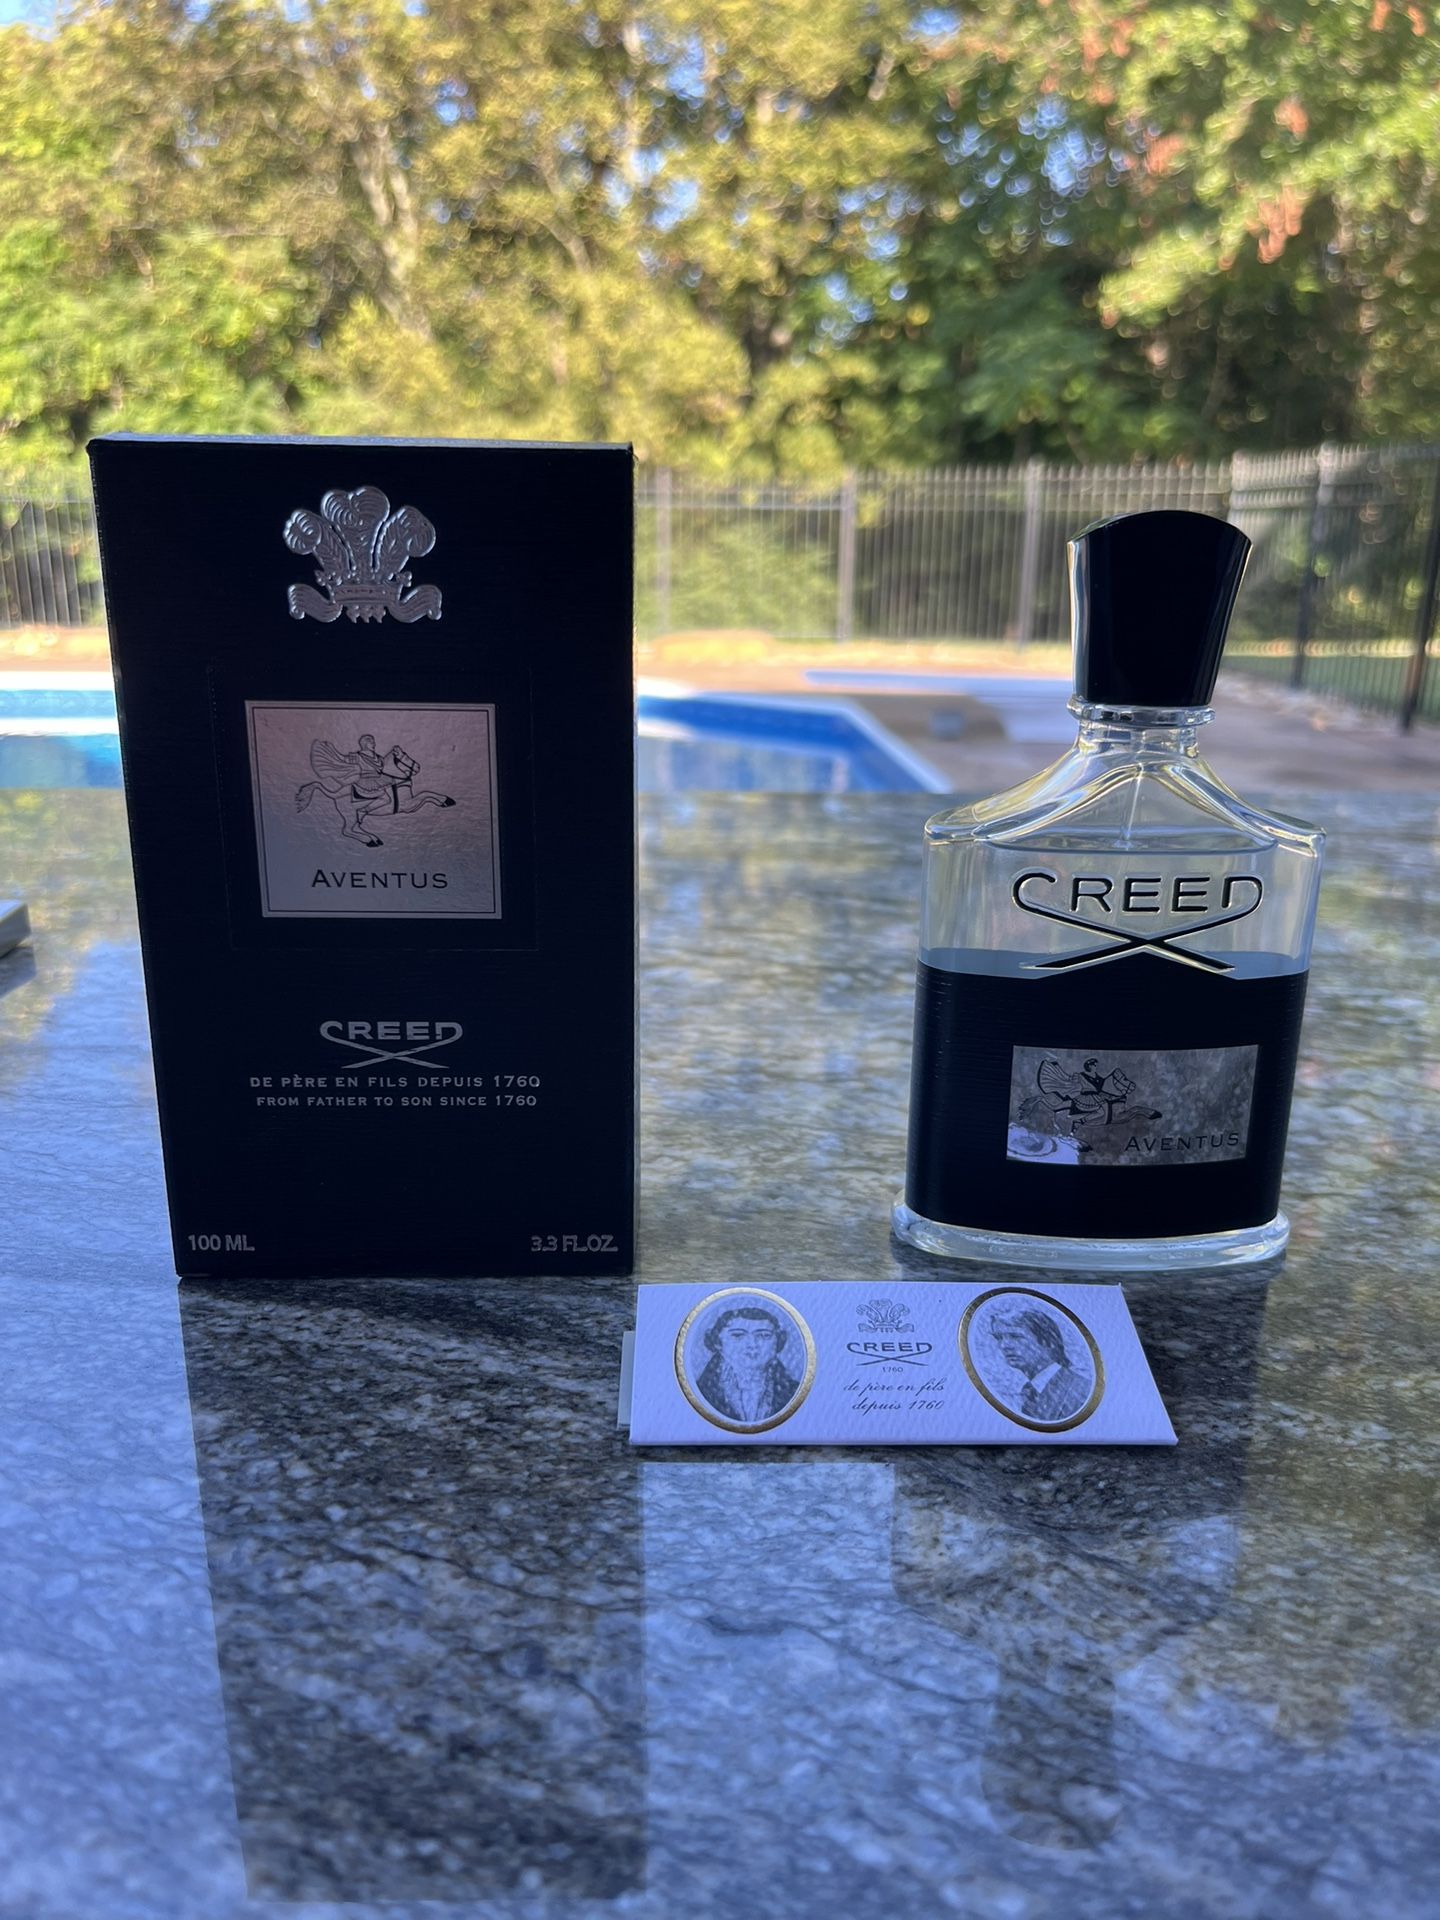 AVENTUS
CREED
DE PÈRE EN FILS DEPUIS 1760
FROM FATHER TO SON SINCE 1760
100 ML
3.3 FL.OZ.
CREED
AVENTUS
CREED
1760
de père en fils
depuis 1760